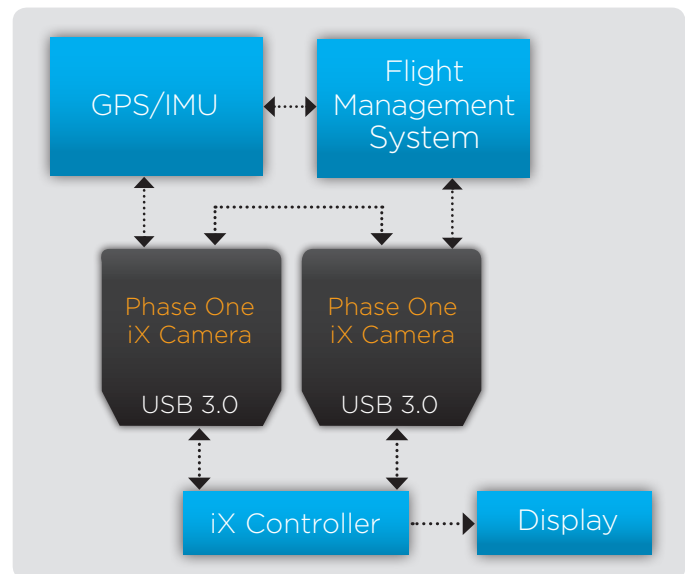 GPS/IMU
Flight
Management
System
Phase One
iX Camera
USB 3.0
Phase One
iX Camera
USB 3.0
iX Controller
Display